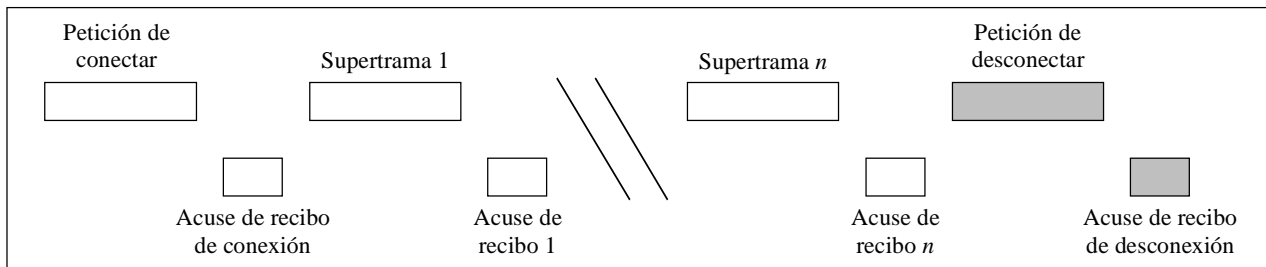 Petición de
conectar
Supertrama 1
Supertrama n
Petición de
desconectar
Acuse de recibo
de conexión
Acuse de
recibo 1
Acuse de
recibo n
Acuse de recibo
de desconexión